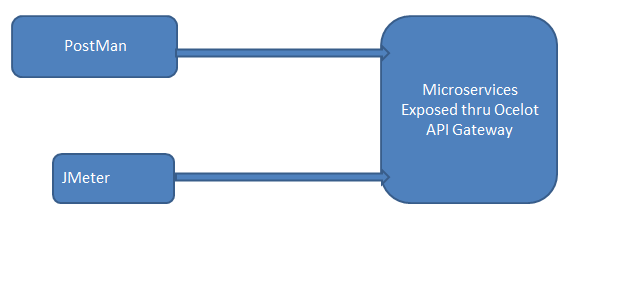 PostMan
Microservices
Exposed thru Ocelot
API Gateway
JMeter